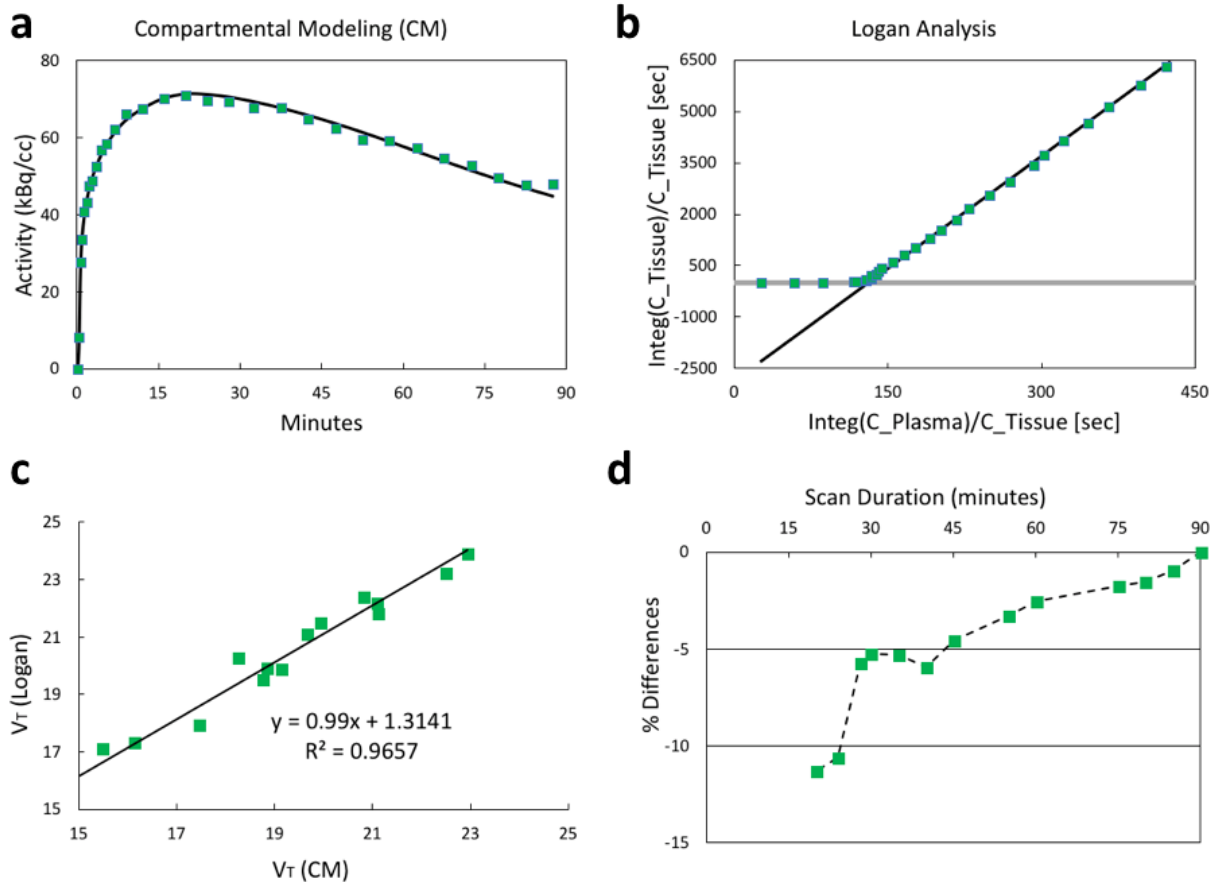 a
Compartmental Modeling (CM)
80
60
40
20
0
Activity (kBq/cc)
0 15 30 45 60 75 90
Minutes
b
Logan Analysis
6500
5000
3500
2000
500
-1000
-2500
Integ(C_Tissue)/C_Tissue [sec]
0 150 300 450
Integ(C_Plasma)/C_Tissue [sec]
c
25
23
21
19
17
15
VT (Logan)
y = 0.99x + 1.3141
R² = 0.9657
15 17 19 21 23 25
VT (CM)
d
Scan Duration (minutes)
0 15 30 45 60 75 90
0
-5
-10
-15
% Differences